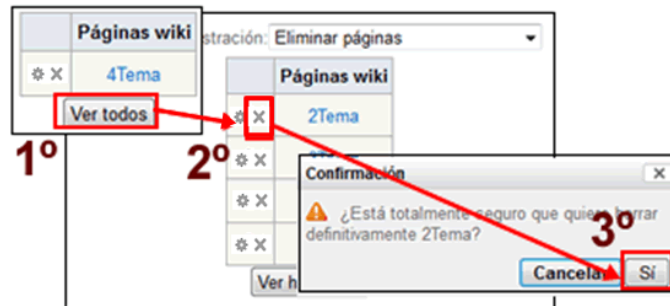 Páginas wiki
4Tema
Ver todos
1º
stración: Eliminar páginas
Páginas wiki
2Tema
2º
Confirmación
¿Está totalmente seguro que quiere borrar
definitivamente 2Tema?
3º
Cancelar
Sí
Ver h